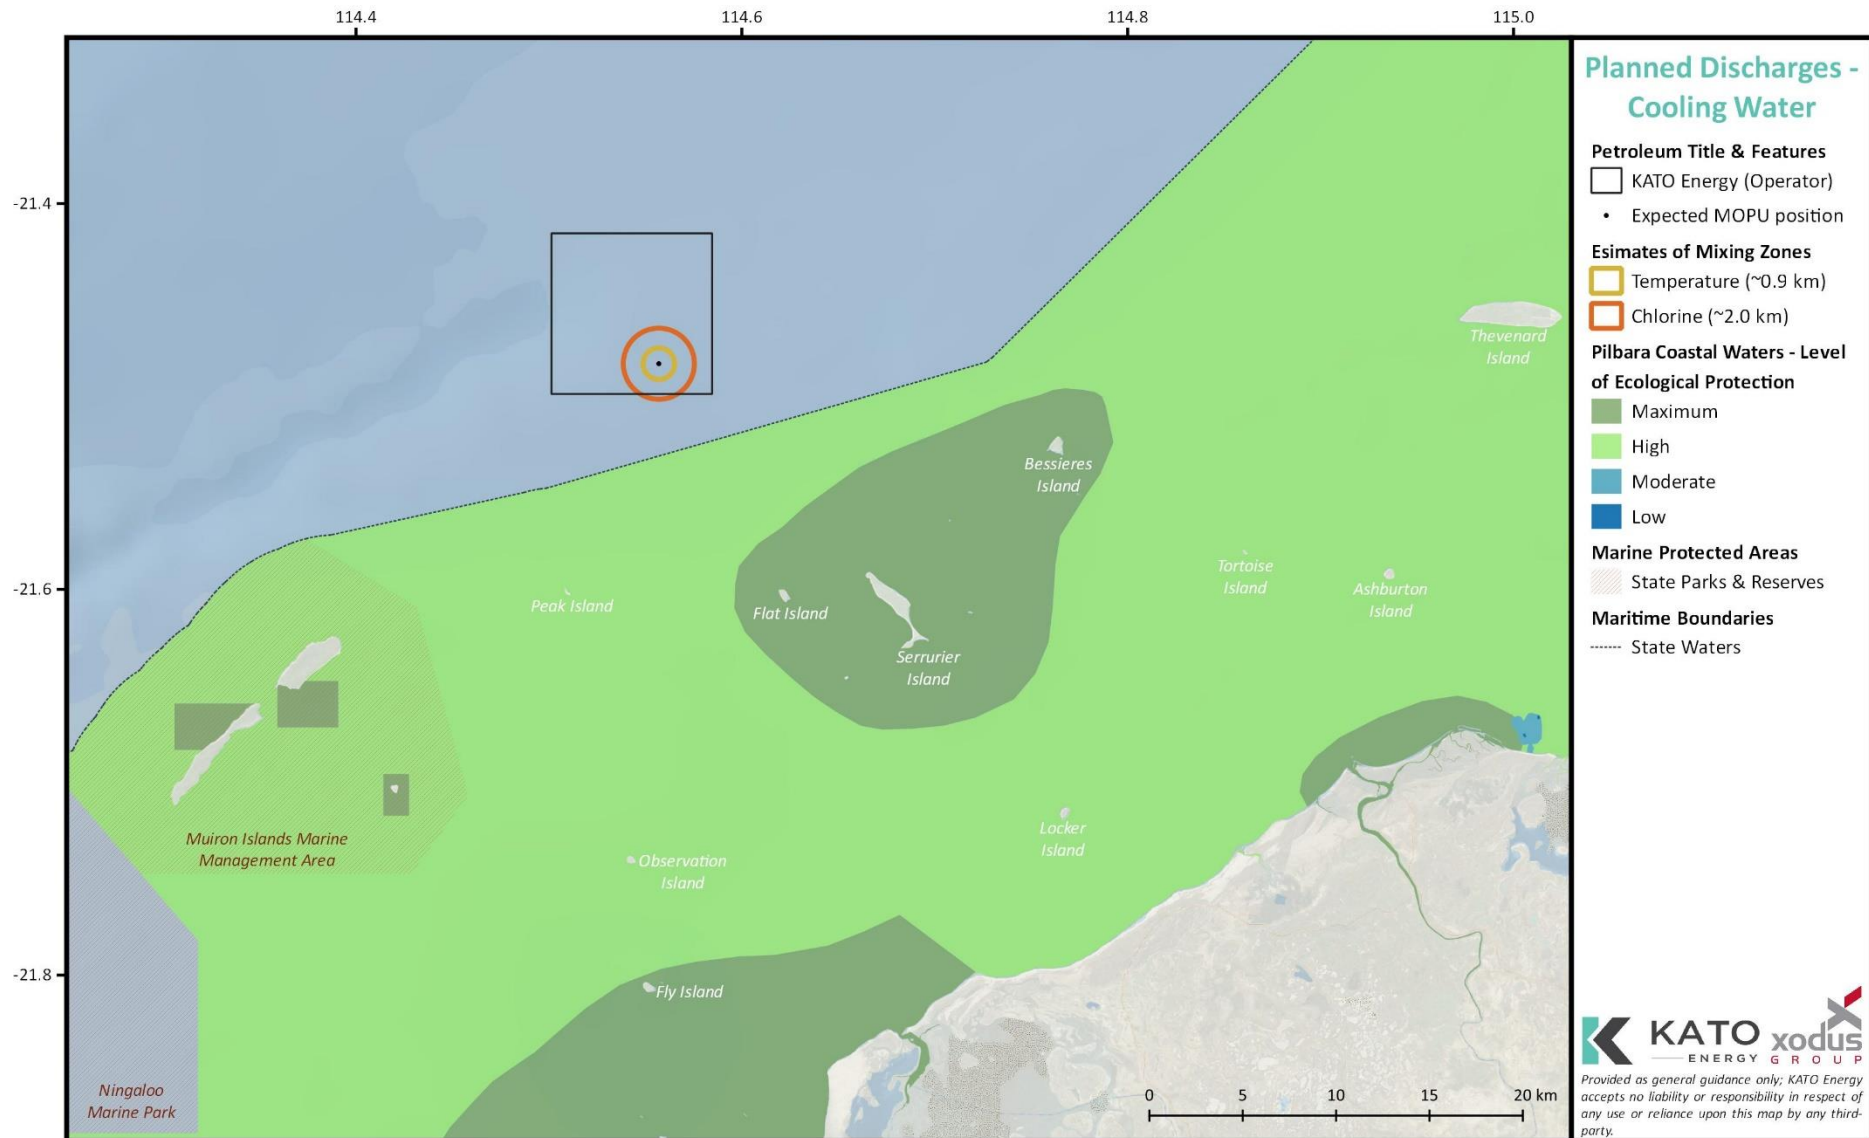 114.4
114.6
114.8
115.0
-21.4
-21.6
-21.8
Thevenard
Island
Bessieres
Island
Tortoise
Island
Ashburton
Island
Peak Island
Flat Island
Serrurier
Island
Locker
Island
Muiron Islands Marine
Management Area
Observation
Island
Fly Island
Ningaloo
Marine Park
0
5
10
15
20 km
Planned Discharges -
Cooling Water
Petroleum Title & Features
KATO Energy (Operator)
Expected MOPU position
Esimates of Mixing Zones
Temperature (~0.9 km)
Chlorine (~2.0 km)
Pilbara Coastal Waters - Level
of Ecological Protection
Maximum
High
Moderate
Low
Marine Protected Areas
State Parks & Reserves
Maritime Boundaries
State Waters
KATO
ENERGY
xodus
GROUP
Provided as general guidance only; KATO Energy
accepts no liability or responsibility in respect of
any use or reliance upon this map by any third-
party.